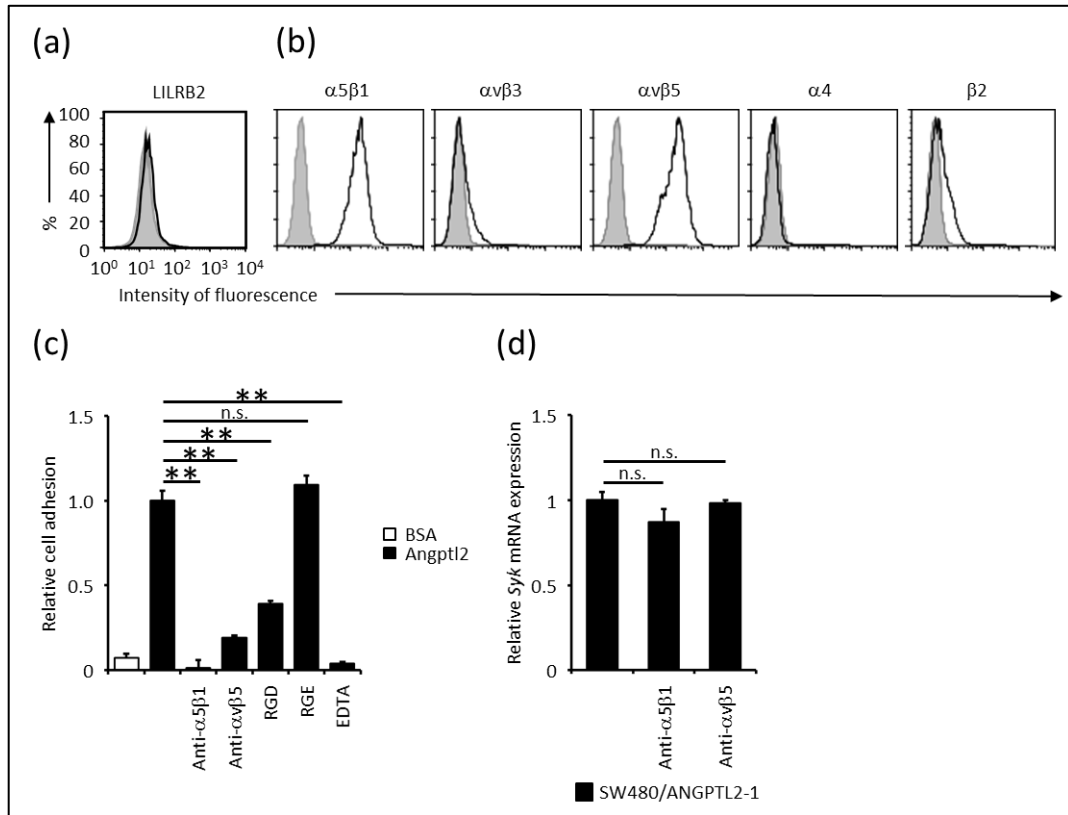 (a)
LILRB2
100
80
60
40
20
0
%
10⁰ 10¹ 10² 10³ 10⁴
(b)
α5β1 αvβ3 αvβ5 α4 β2
Intensity of fluorescence
(c)
Relative cell adhesion
1.5
1.0
0.5
0
**
n.s.
**
**
**
Anti-α5β1
Anti-αvβ5
RGD
RGE
EDTA
BSA
Angptl2
(d)
Relative Syk mRNA expression
1.5
1
0.5
0
n.s.
n.s.
Anti-α5β1
Anti-αvβ5
SW480/ANGPTL2-1